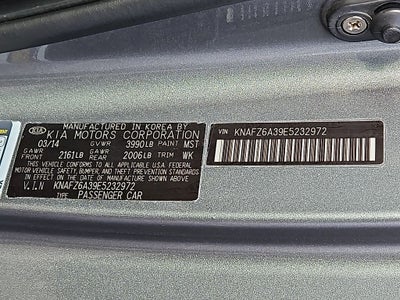 MANUFACTURED IN KOREA BY
KIA KIA MOTORS CORPORATION
03/14 GVWR 3990LB PAINT MST
GAWR FRONT 2161LB GAWR REAR 2006LB TRIM WK
THIS VEHICLE CONFORMS TO ALL APPLICABLE U.S.A. FEDERAL
MOTOR VEHICLE SAFETY, BUMPER, AND THEFT PREVENTION
STANDARDS IN EFFECT ON THE DATE OF MANUFACTURE
SHOWN ABOVE.
V.I.N KNAFZ6A39E5232972
TYPE: PASSENGER CAR
VIN: KNAFZ6A39E5232972